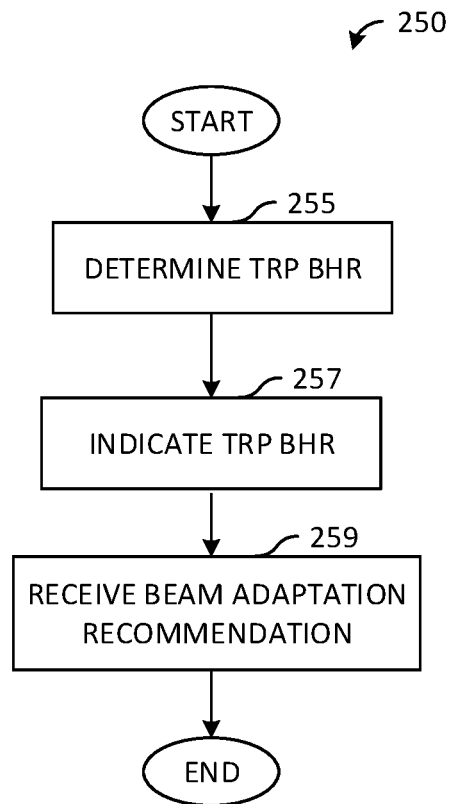 250
START
255
DETERMINE TRP BHR
257
INDICATE TRP BHR
259
RECEIVE BEAM ADAPTATION
RECOMMENDATION
END